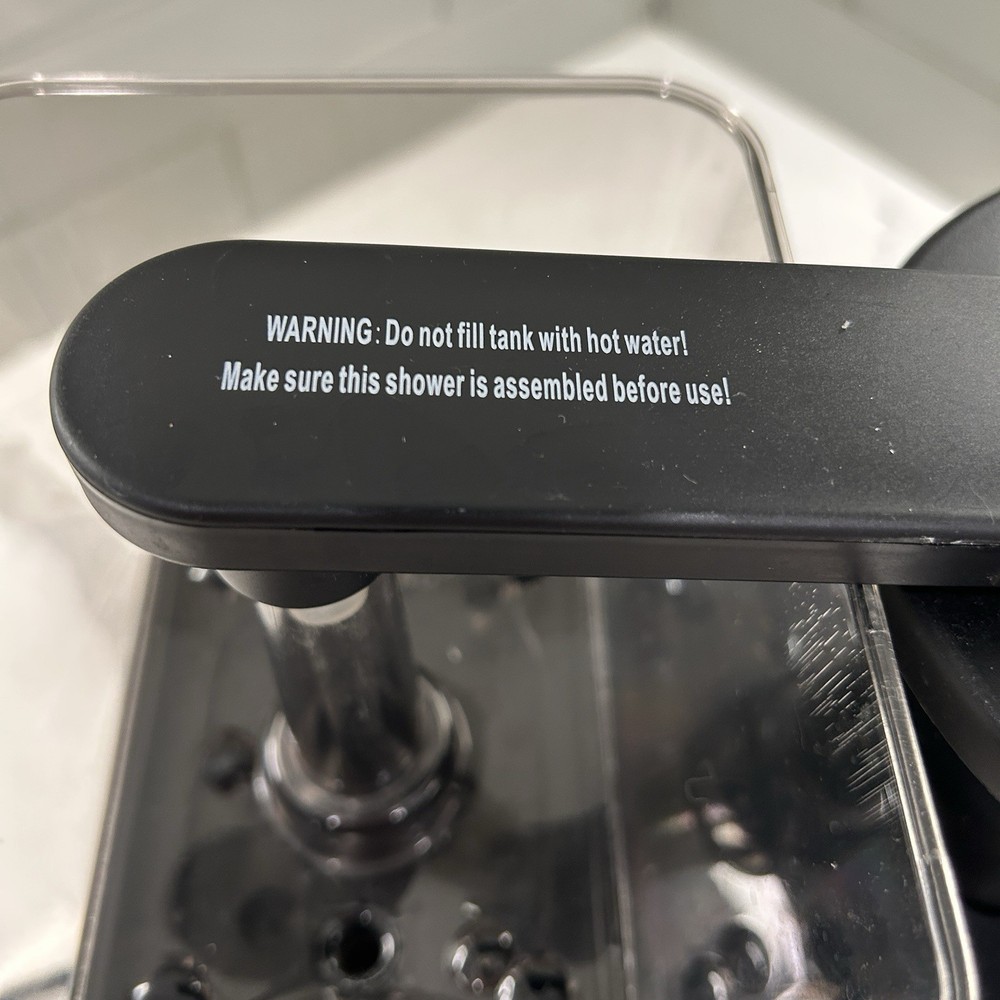 WARNING: Do not fill tank with hot water!
Make sure this shower is assembled before use!